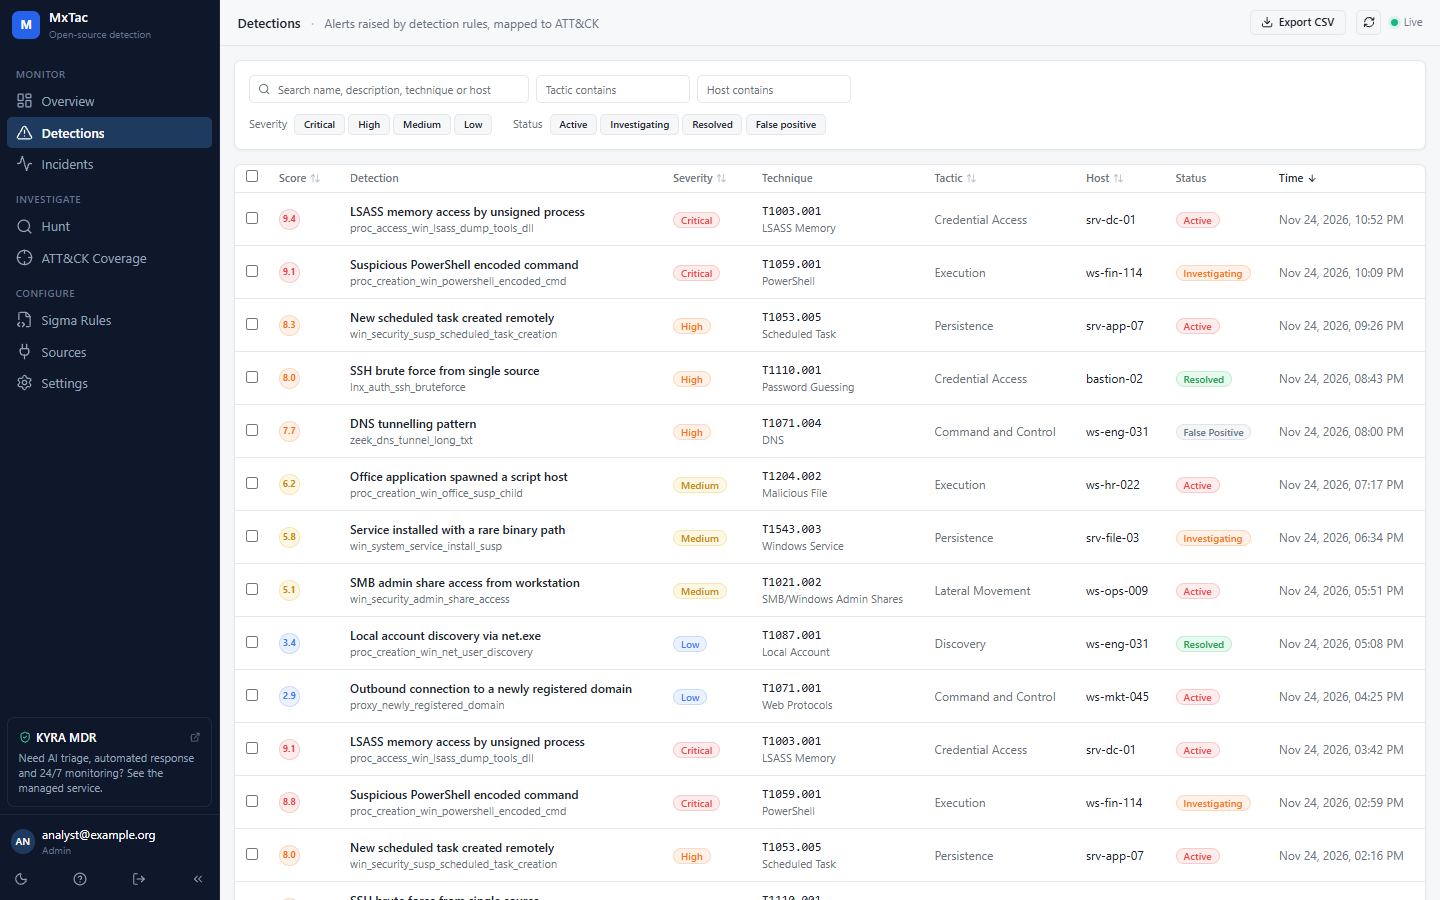 M
MxTac
Open-source detection
MONITOR
Overview
Detections
Incidents
INVESTIGATE
Hunt
ATT&CK Coverage
CONFIGURE
Sigma Rules
Sources
Settings
KYRA MDR
Need AI triage, automated response
and 24/7 monitoring? See the
managed service.
AN
analyst@example.org
Admin
Detections · Alerts raised by detection rules, mapped to ATT&CK
Export CSV
Live
Search name, description, technique or host
Tactic contains
Host contains
Severity Critical High Medium Low Status Active Investigating Resolved False positive
Score Detection Severity Technique Tactic Host Status Time
9.4 LSASS memory access by unsigned process Critical T1003.001 Credential Access srv-dc-01 Active Nov 24, 2026, 10:52 PM
proc_access_win_lsass_dump_tools_dll LSASS Memory
9.1 Suspicious PowerShell encoded command Critical T1059.001 Execution ws-fin-114 Investigating Nov 24, 2026, 10:09 PM
proc_creation_win_powershell_encoded_cmd PowerShell
8.3 New scheduled task created remotely High T1053.005 Persistence srv-app-07 Active Nov 24, 2026, 09:26 PM
win_security_susp_scheduled_task_creation Scheduled Task
8.0 SSH brute force from single source High T1110.001 Credential Access bastion-02 Resolved Nov 24, 2026, 08:43 PM
lnx_auth_ssh_bruteforce Password Guessing
7.7 DNS tunnelling pattern High T1071.004 Command and Control ws-eng-031 False Positive Nov 24, 2026, 08:00 PM
zeek_dns_tunnel_long_txt DNS
6.2 Office application spawned a script host Medium T1204.002 Execution ws-hr-022 Active Nov 24, 2026, 07:17 PM
proc_creation_win_office_susp_child Malicious File
5.8 Service installed with a rare binary path Medium T1543.003 Persistence srv-file-03 Investigating Nov 24, 2026, 06:34 PM
win_system_service_install_susp Windows Service
5.1 SMB admin share access from workstation Medium T1021.002 Lateral Movement ws-ops-009 Active Nov 24, 2026, 05:51 PM
win_security_admin_share_access SMB/Windows Admin Shares
3.4 Local account discovery via net.exe Low T1087.001 Discovery ws-eng-031 Resolved Nov 24, 2026, 05:08 PM
proc_creation_win_net_user_discovery Local Account
2.9 Outbound connection to a newly registered domain Low T1071.001 Command and Control ws-mkt-045 Active Nov 24, 2026, 04:25 PM
proxy_newly_registered_domain Web Protocols
9.1 LSASS memory access by unsigned process Critical T1003.001 Credential Access srv-dc-01 Active Nov 24, 2026, 03:42 PM
proc_access_win_lsass_dump_tools_dll LSASS Memory
8.8 Suspicious PowerShell encoded command Critical T1059.001 Execution ws-fin-114 Investigating Nov 24, 2026, 02:59 PM
proc_creation_win_powershell_encoded_cmd PowerShell
8.0 New scheduled task created remotely High T1053.005 Persistence srv-app-07 Active Nov 24, 2026, 02:16 PM
win_security_susp_scheduled_task_creation Scheduled Task
SSH brute force from single source T1110.001